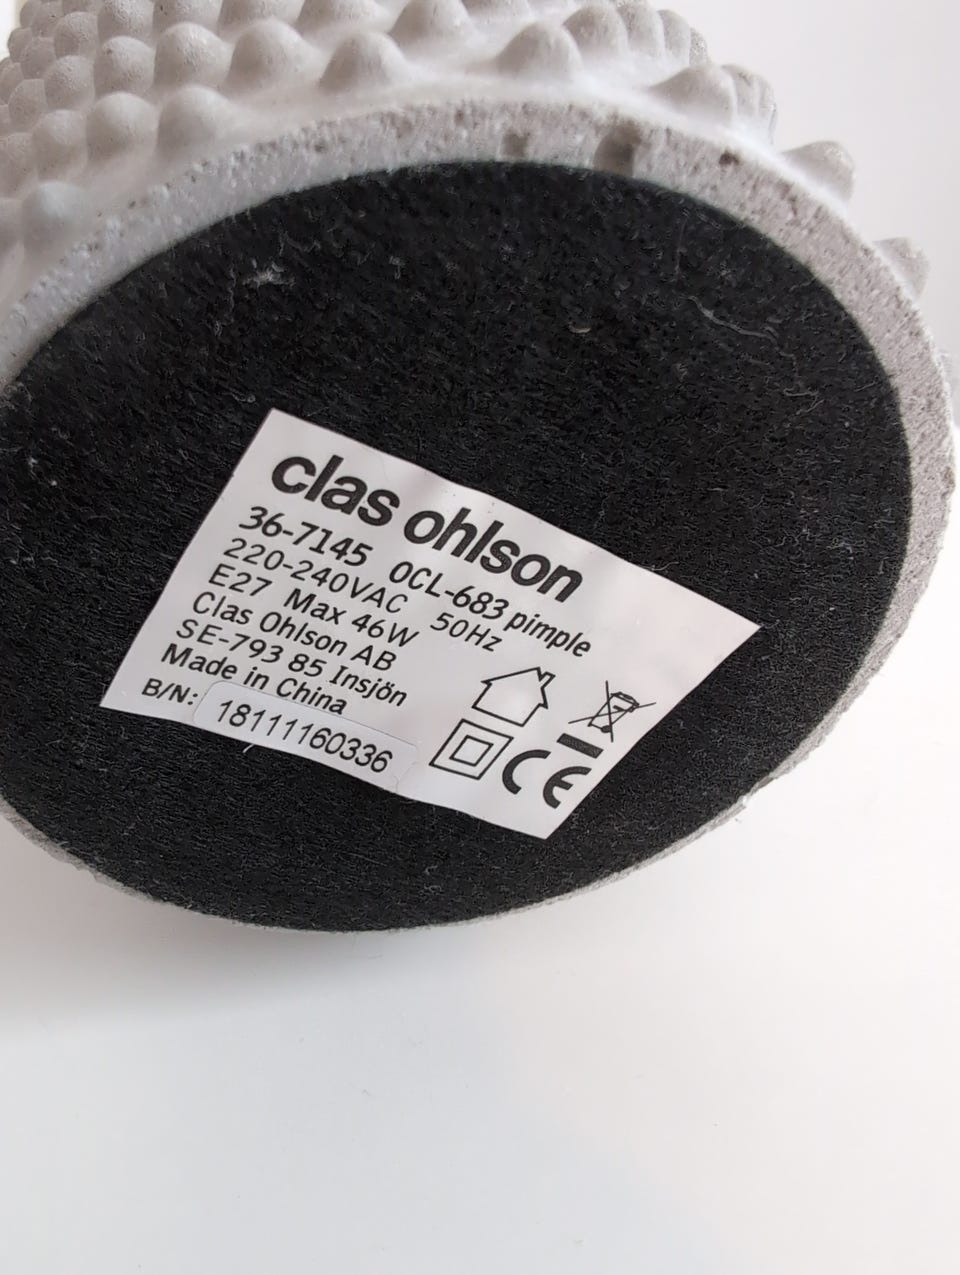 clas ohlson
36-7145 OCL-683 pimple
220-240VAC 50Hz
E27 Max 46W
Clas Ohlson AB
SE-793 85 Insjön
Made in China
B/N: 18111160336
CE